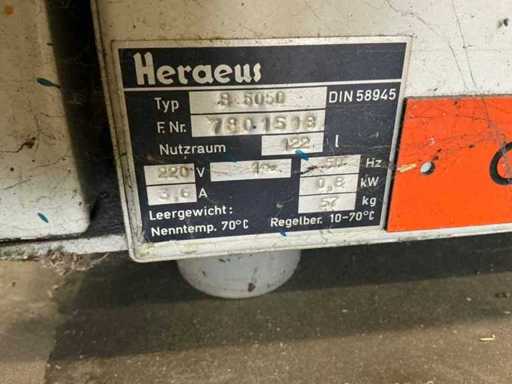 Heraeus
Typ B 5050 DIN 58945
F. Nr. 7801518
Nutzraum 122 l
220 V 50 Hz
3,6 A 0,8 kW
Leergewicht: 57 kg
Nenntemp. 70°C Regelber. 10-70°C